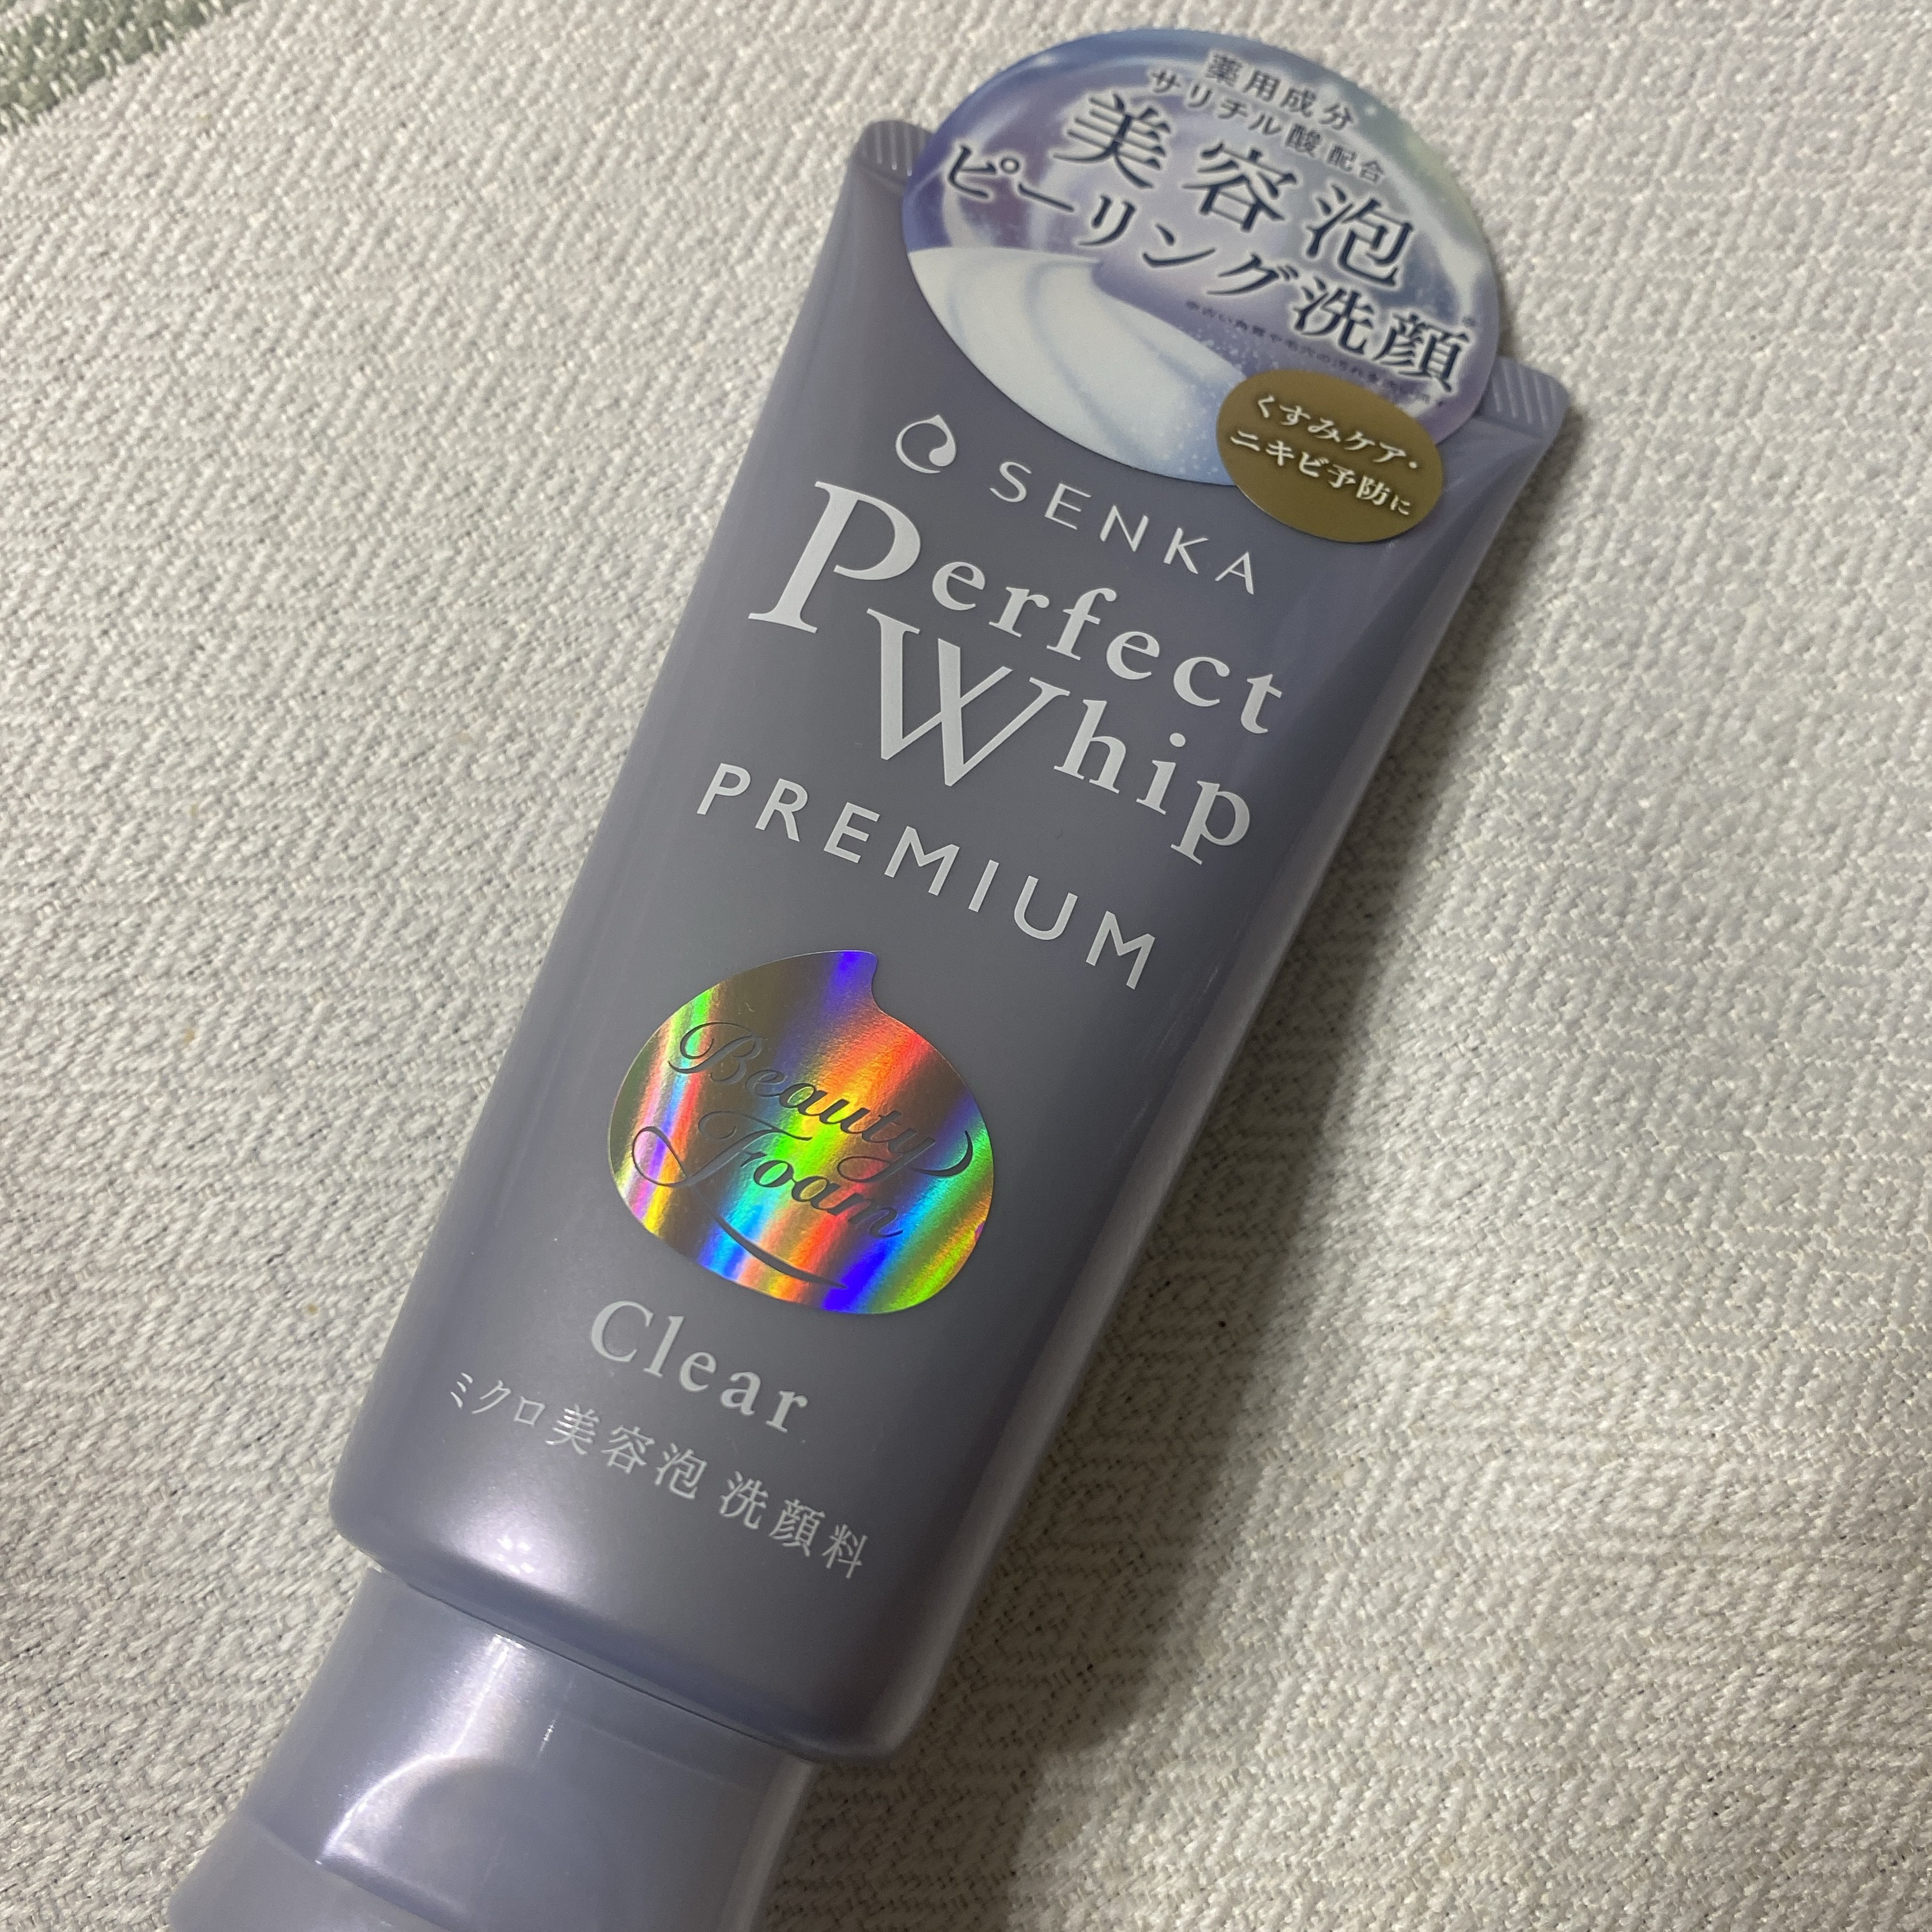 薬用成分
サリチル酸配合
美容泡
ピーリング洗顔
くすみケア・
ニキビ予防に
SENKA
Perfect
Whip
PREMIUM
Beauty
Foam
Clear
ミクロ美容泡 洗顔料